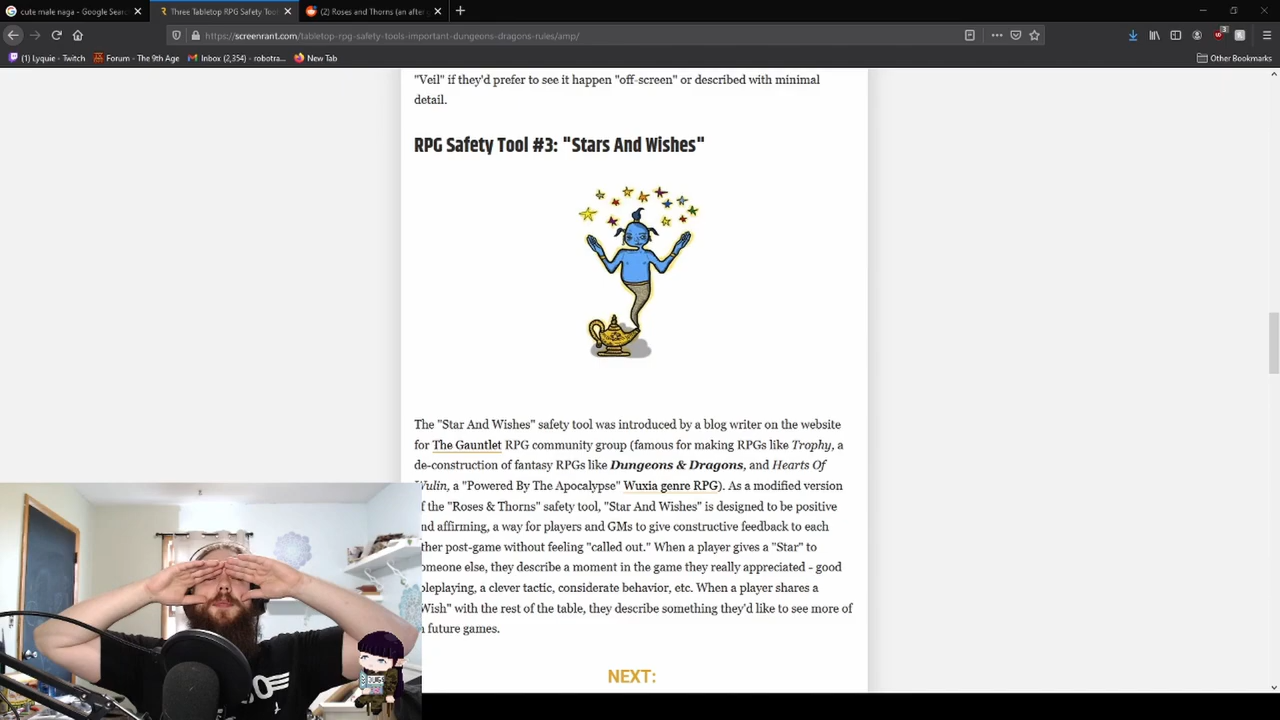 cute male naga - Google Sear
Three Tabletop RPG Safety Tool
(2) Roses and Thorns (an after
https://screenrant.com/tabletop-rpg-safety-tools-important-dungeons-dragons-rules/amp/
Lyquie - Twitch
Forum - The 9th Age
Inbox (2,354) - robotra...
New Tab
Other Bookmarks
"Veil" if they'd prefer to see it happen "off-screen" or described with minimal
detail.
RPG Safety Tool #3: "Stars And Wishes"
The "Star And Wishes" safety tool was introduced by a blog writer on the website
for The Gauntlet RPG community group (famous for making RPGs like Trophy, a
de-construction of fantasy RPGs like Dungeons & Dragons, and Hearts Of
Wulin, a "Powered By The Apocalypse" Wuxia genre RPG). As a modified version
of the "Roses & Thorns" safety tool, "Star And Wishes" is designed to be positive
and affirming, a way for players and GMs to give constructive feedback to each
other post-game without feeling "called out." When a player gives a "Star" to
someone else, they describe a moment in the game they really appreciated - good
roleplaying, a clever tactic, considerate behavior, etc. When a player shares a
"Wish" with the rest of the table, they describe something they'd like to see more of
in future games.
NEXT: